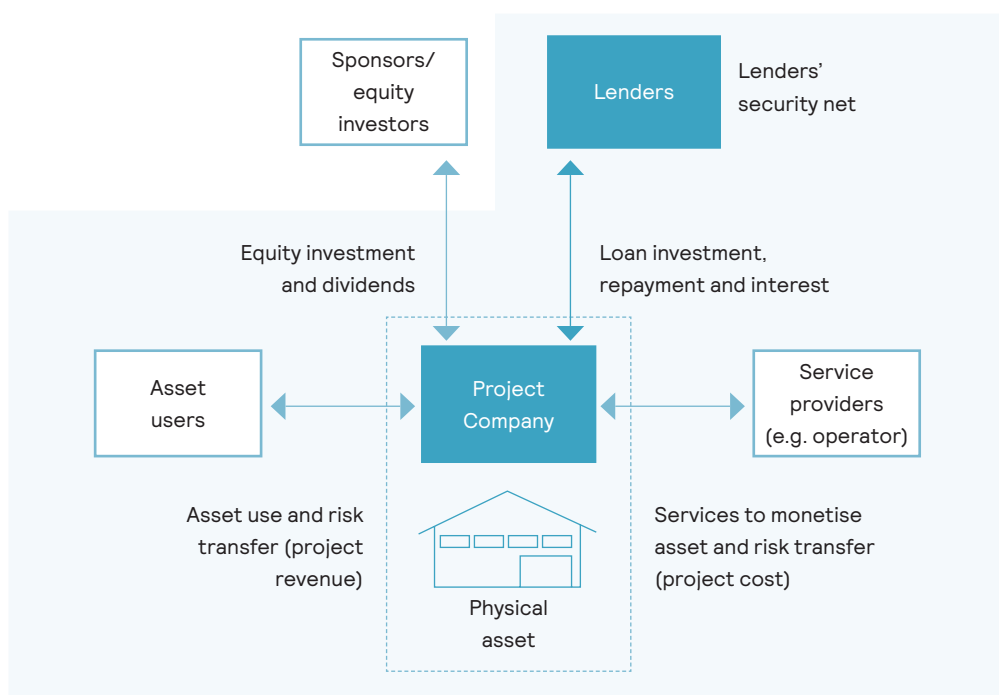 Sponsors/
equity
investors
Lenders
Lenders’
security net
Equity investment
and dividends
Loan investment,
repayment and interest
Asset
users
Project
Company
Service
providers
(e.g. operator)
Asset use and risk
transfer (project
revenue)
Services to monetise
asset and risk transfer
(project cost)
Physical
asset